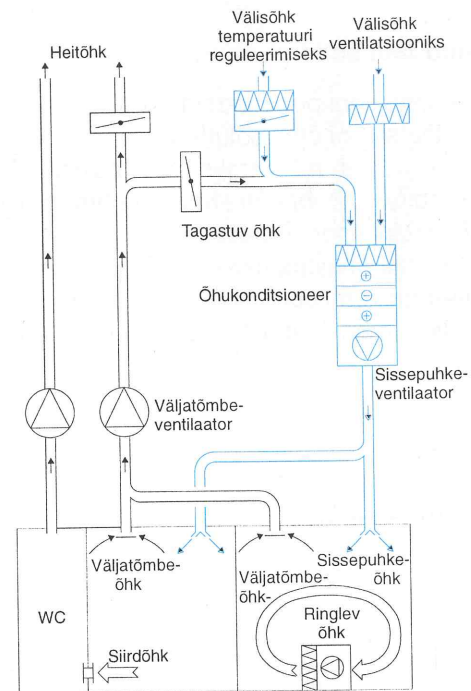 Heitõhk
Välisõhk
temperatuuri
reguleerimiseks
Välisõhk
ventilatsiooniks
Tagastuv õhk
Õhukonditsioneer
Sissepuhke-
ventilaator
Väljatõmbe-
ventilaator
Väljatõmbe-
õhk
Väljatõmbe-
õhk-
Sissepuhke-
õhk
WC
Siirdõhk
Ringlev
õhk